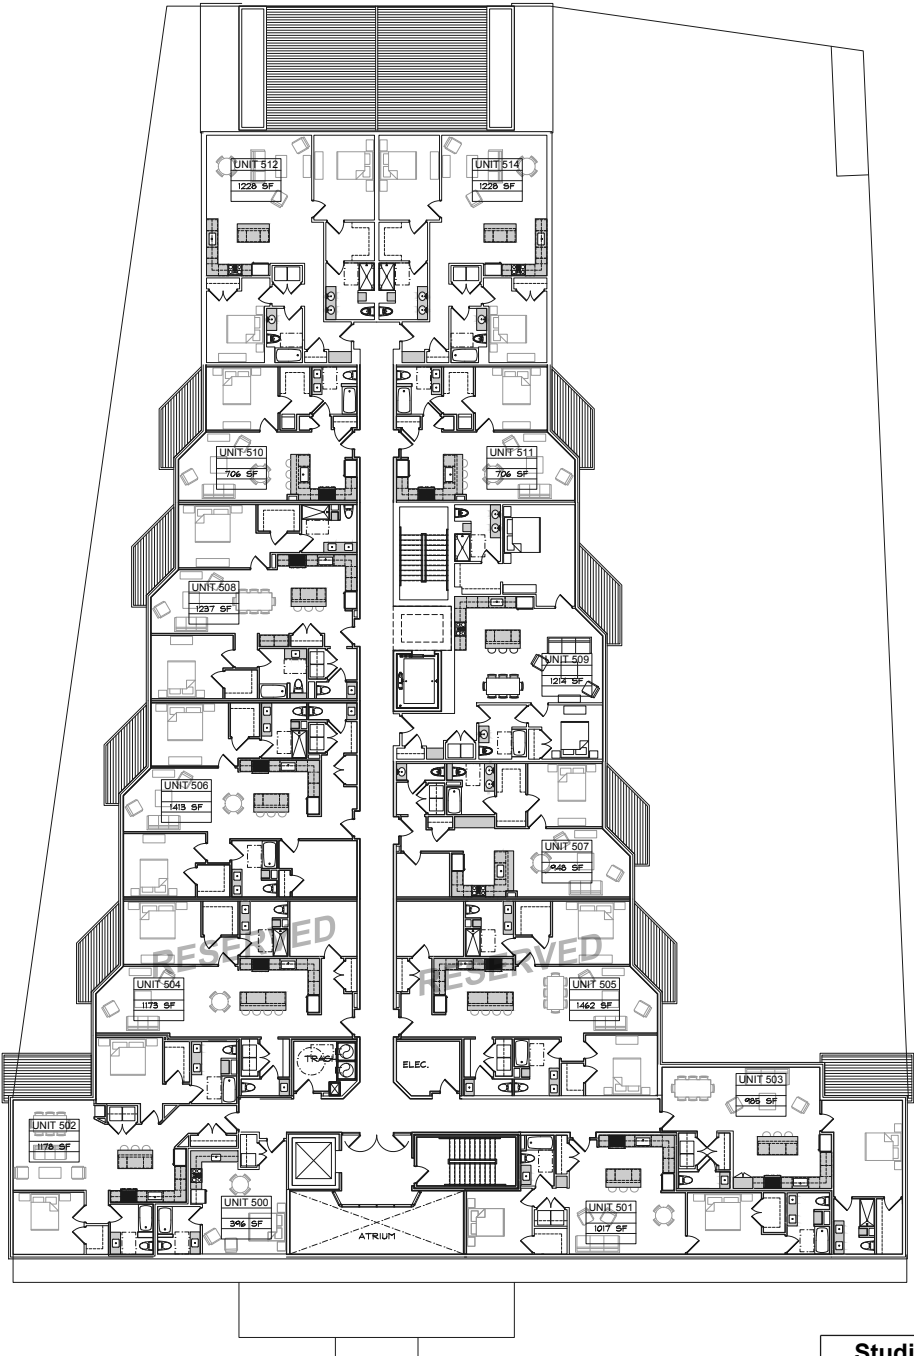 UNIT 512
1228 SF
UNIT 514
1228 SF
UNIT 510
706 SF
UNIT 511
706 SF
UNIT 508
1237 SF
UNIT 509
1214 SF
UNIT 506
1413 SF
UNIT 507
948 SF
RESERVED
RESERVED
UNIT 504
1173 SF
UNIT 505
1462 SF
TRASH
ELEC.
UNIT 503
985 SF
UNIT 502
1178 SF
UNIT 500
396 SF
UNIT 501
1017 SF
ATRIUM
Studi